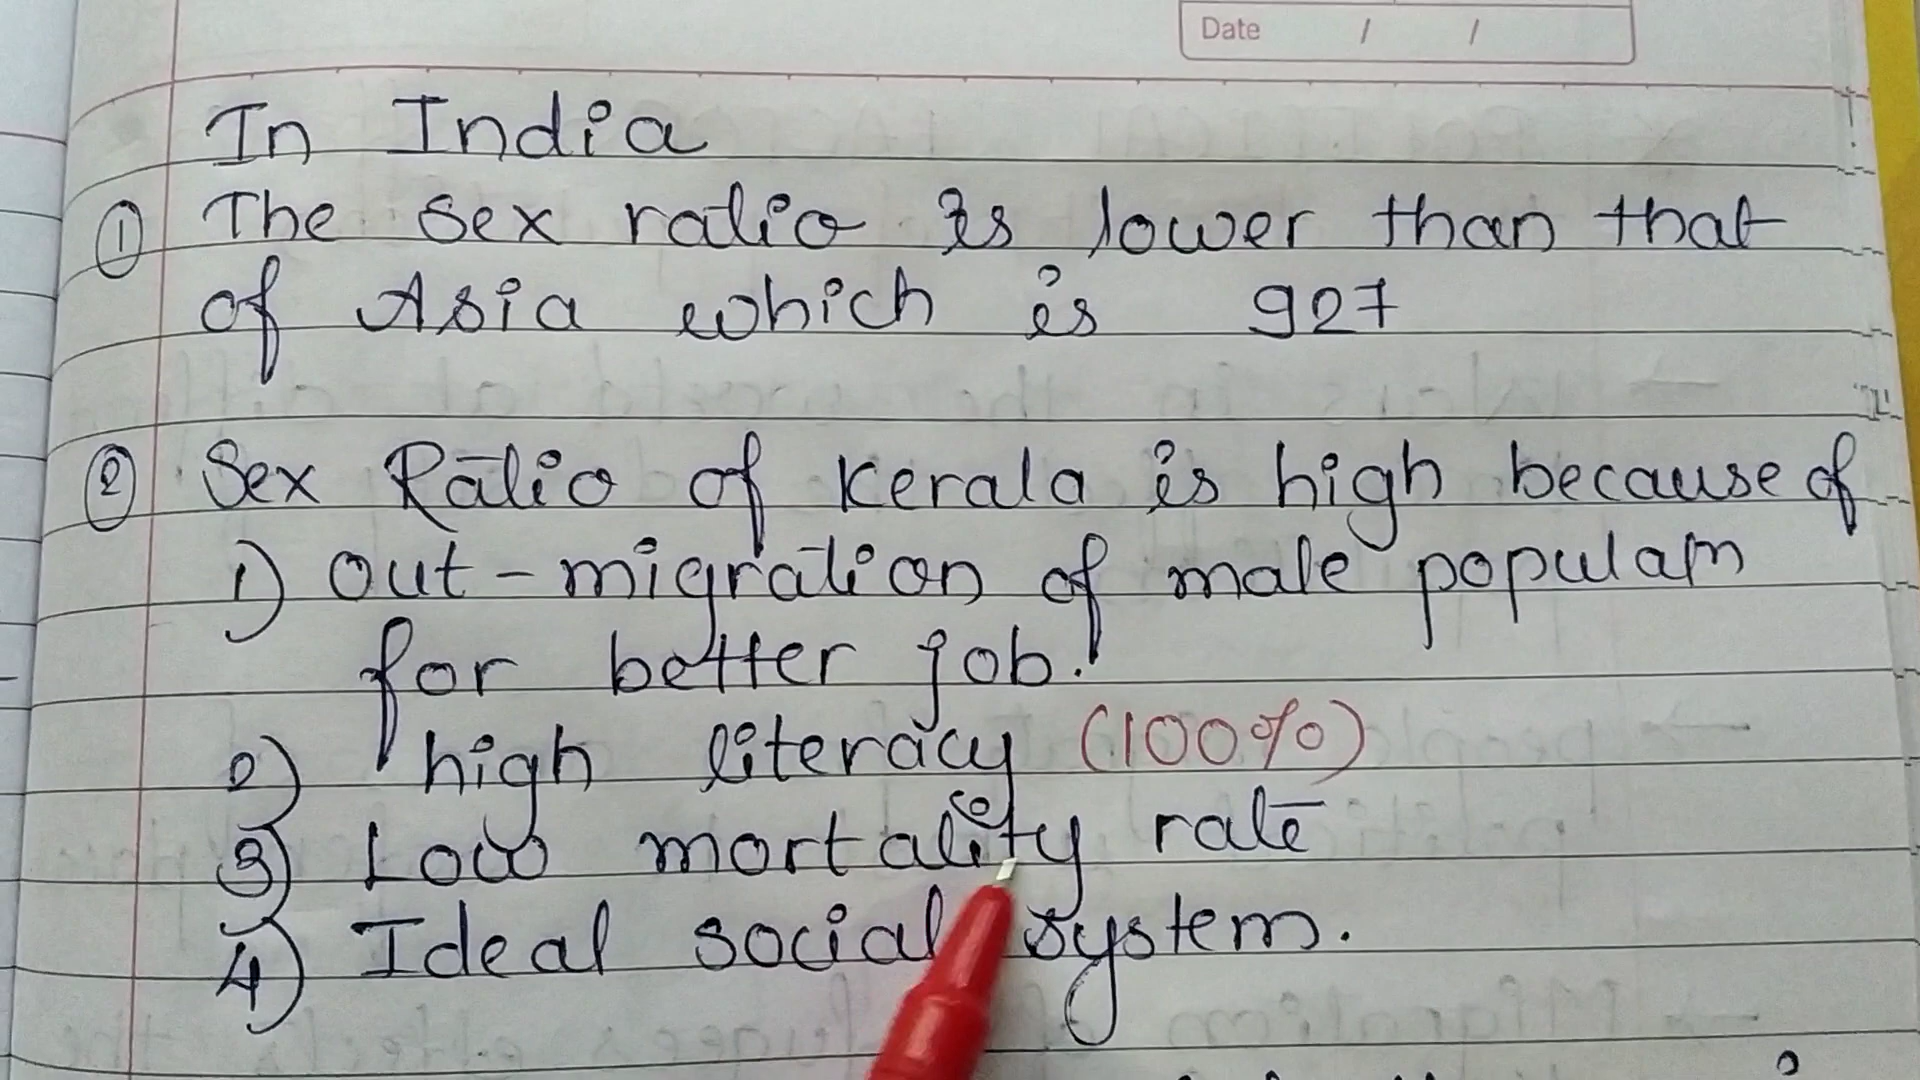 Date / /
In India
① The sex ratio is lower than that
of Asia which is 927
② Sex Ratio of Kerala is high because of
1) Out-migration of male populatn
for better job.
2) high literacy (100%)
3) Low mortality rate
4) Ideal social system.